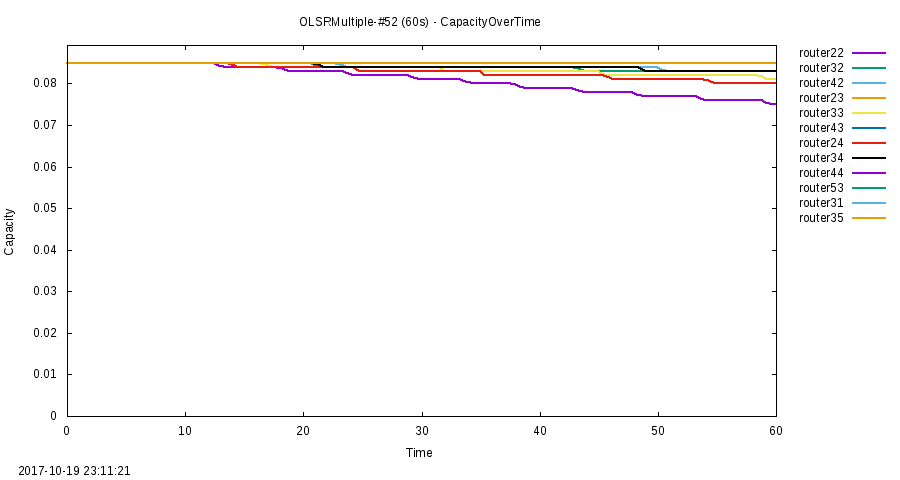 OLSRMultiple-#52 (60s) - CapacityOverTime
router22
router32
router42
router23
router33
router43
router24
router34
router44
router53
router31
router35
0.08
0.07
0.06
0.05
0.04
0.03
0.02
0.01
0
Capacity
0 10 20 30 40 50 60
Time
2017-10-19 23:11:21